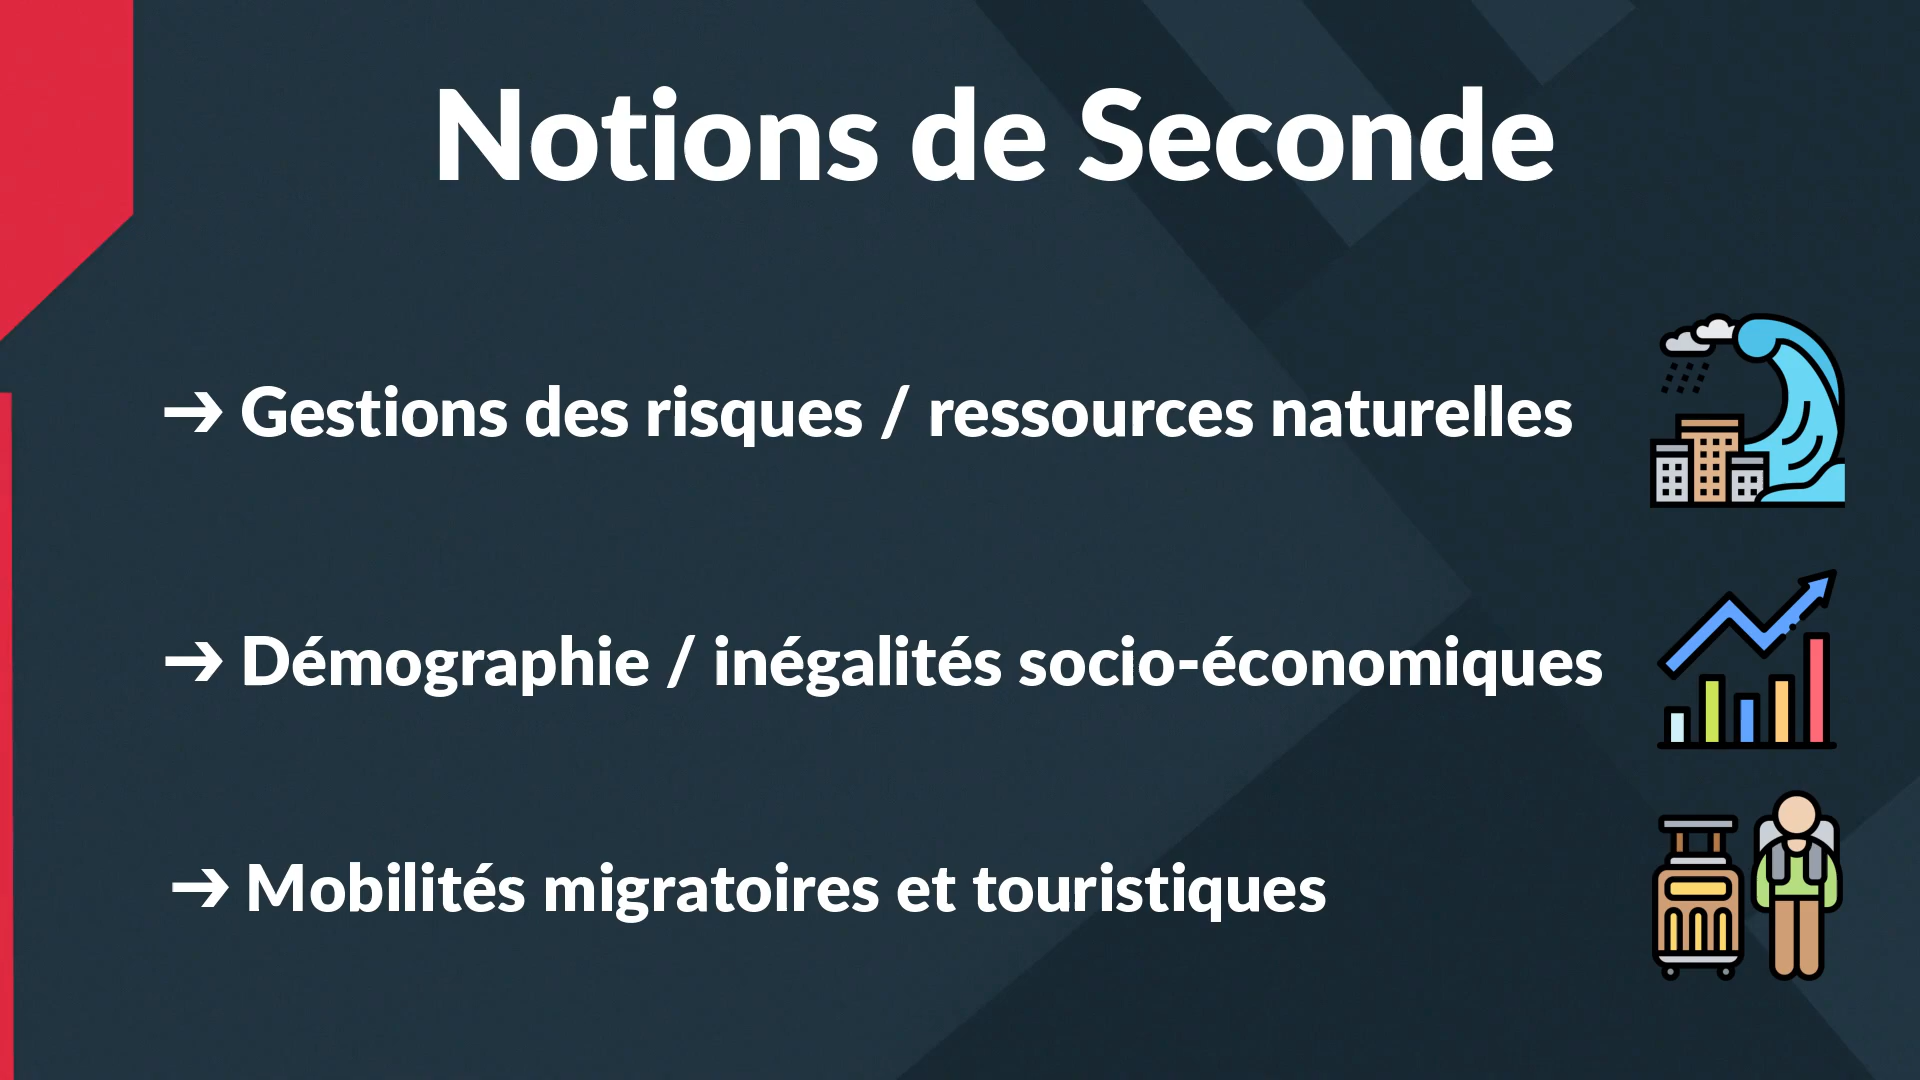 Notions de Seconde
➔ Gestions des risques / ressources naturelles
➔ Démographie / inégalités socio-économiques
➔ Mobilités migratoires et touristiques